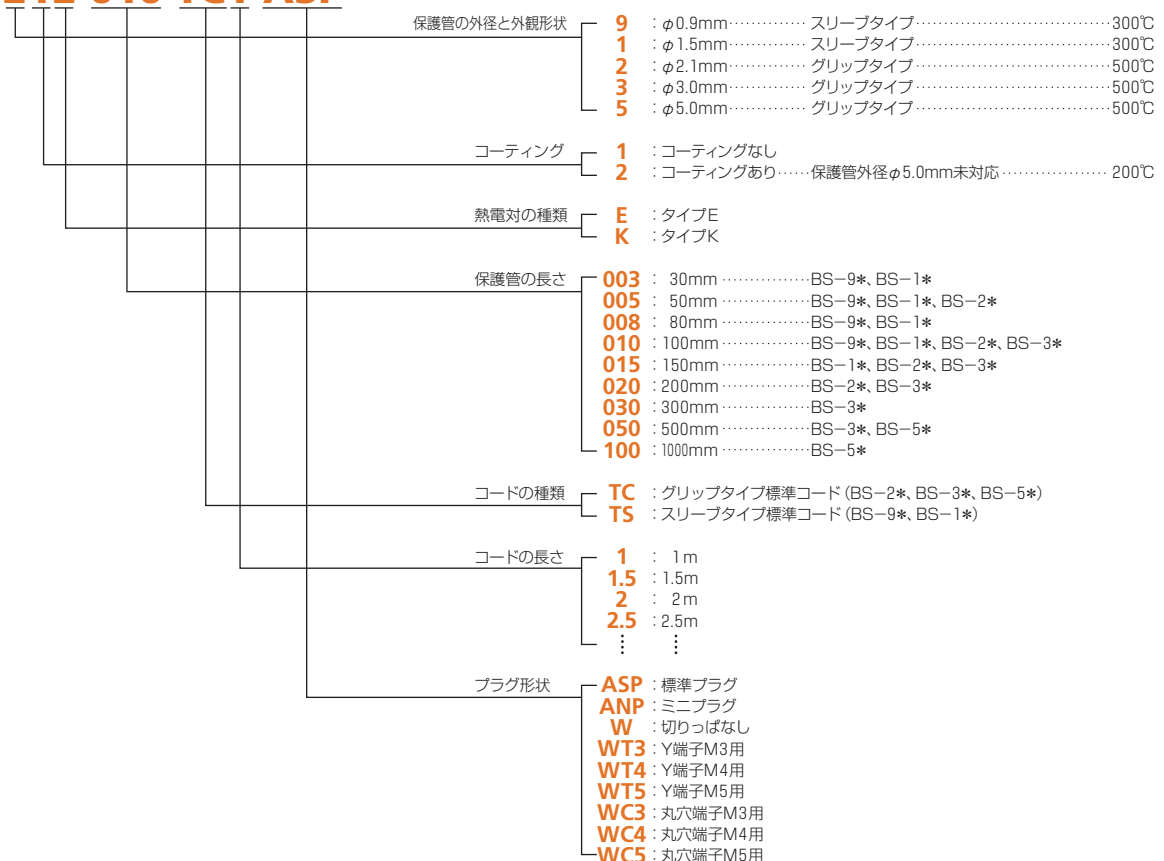 保護管の外径と外観形状 9 : φ0.9mm ············· スリーブタイプ ································· 300℃
1 : φ1.5mm ············· スリーブタイプ ································· 300℃
2 : φ2.1mm ············· グリップタイプ ································· 500℃
3 : φ3.0mm ············· グリップタイプ ································· 500℃
5 : φ5.0mm ············· グリップタイプ ································· 500℃
コーティング 1 : コーティングなし
2 : コーティングあり ······ 保護管外径φ5.0mm未対応 ·················· 200℃
熱電対の種類 E : タイプE
K : タイプK
保護管の長さ 003 : 30mm ··············· BS－9*、BS－1*
005 : 50mm ··············· BS－9*、BS－1*、BS－2*
008 : 80mm ··············· BS－9*、BS－1*
010 : 100mm ··············· BS－9*、BS－1*、BS－2*、BS－3*
015 : 150mm ··············· BS－1*、BS－2*、BS－3*
020 : 200mm ··············· BS－2*、BS－3*
030 : 300mm ··············· BS－3*
050 : 500mm ··············· BS－3*、BS－5*
100 : 1000mm ··············· BS－5*
コードの種類 TC : グリップタイプ標準コード（BS－2*、BS－3*、BS－5*）
TS : スリーブタイプ標準コード（BS－9*、BS－1*）
コードの長さ 1 : 1m
1.5 : 1.5m
2 : 2m
2.5 : 2.5m
⋮ ⋮
プラグ形状 ASP : 標準プラグ
ANP : ミニプラグ
W : 切りっぱなし
WT3 : Y端子M3用
WT4 : Y端子M4用
WT5 : Y端子M5用
WC3 : 丸穴端子M3用
WC4 : 丸穴端子M4用
WC5 : 丸穴端子M5用